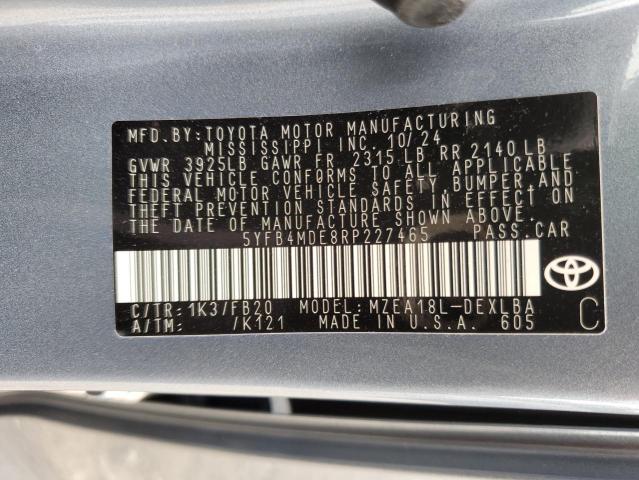 MFD. BY: TOYOTA MOTOR MANUFACTURING
MISSISSIPPI INC. 10/24
GVWR 3925LB GAWR FR 2315 LB RR 2140 LB
THIS VEHICLE CONFORMS TO ALL APPLICABLE
FEDERAL MOTOR VEHICLE SAFETY, BUMPER, AND
THEFT PREVENTION STANDARDS IN EFFECT ON
THE DATE OF MANUFACTURE SHOWN ABOVE.
5YFB4MDE8RP227465 PASS. CAR
C/TR: 1K3/FB20 MODEL: MZEA18L-DEXLBA
A/TM: /K121 MADE IN U.S.A. 605 C